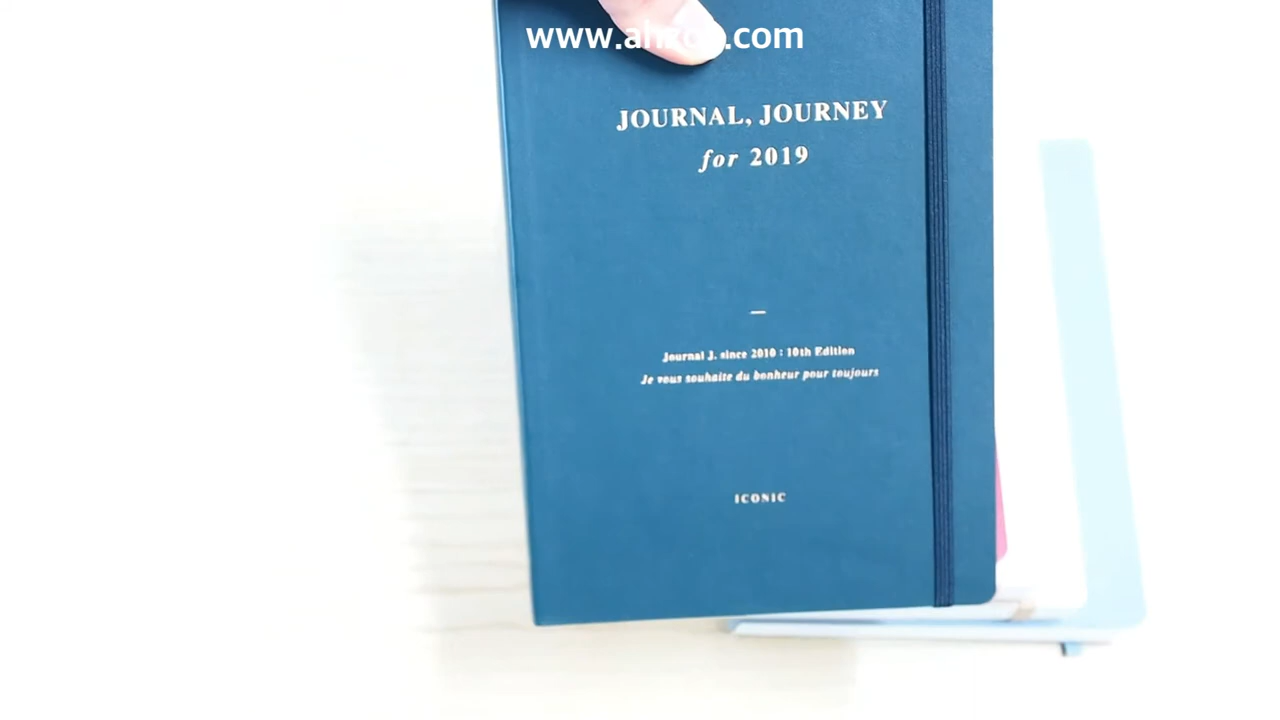 JOURNAL, JOURNEY
for 2019
Journal J. since 2010 : 10th Edition
Je vous souhaite du bonheur pour toujours
ICONIC